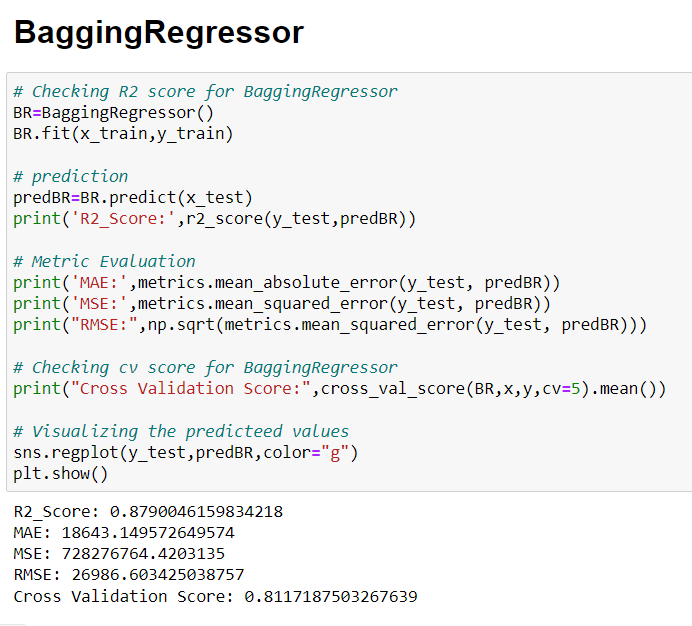 BaggingRegressor
# Checking R2 score for BaggingRegressor
BR=BaggingRegressor()
BR.fit(x_train,y_train)
# prediction
predBR=BR.predict(x_test)
print('R2_Score:',r2_score(y_test,predBR))
# Metric Evaluation
print('MAE:',metrics.mean_absolute_error(y_test, predBR))
print('MSE:',metrics.mean_squared_error(y_test, predBR))
print("RMSE:",np.sqrt(metrics.mean_squared_error(y_test, predBR)))
# Checking cv score for BaggingRegressor
print("Cross Validation Score:",cross_val_score(BR,x,y,cv=5).mean())
# Visualizing the predicteed values
sns.regplot(y_test,predBR,color="g")
plt.show()
R2_Score: 0.8790046159834218
MAE: 18643.149572649574
MSE: 728276764.4203135
RMSE: 26986.603425038757
Cross Validation Score: 0.8117187503267639